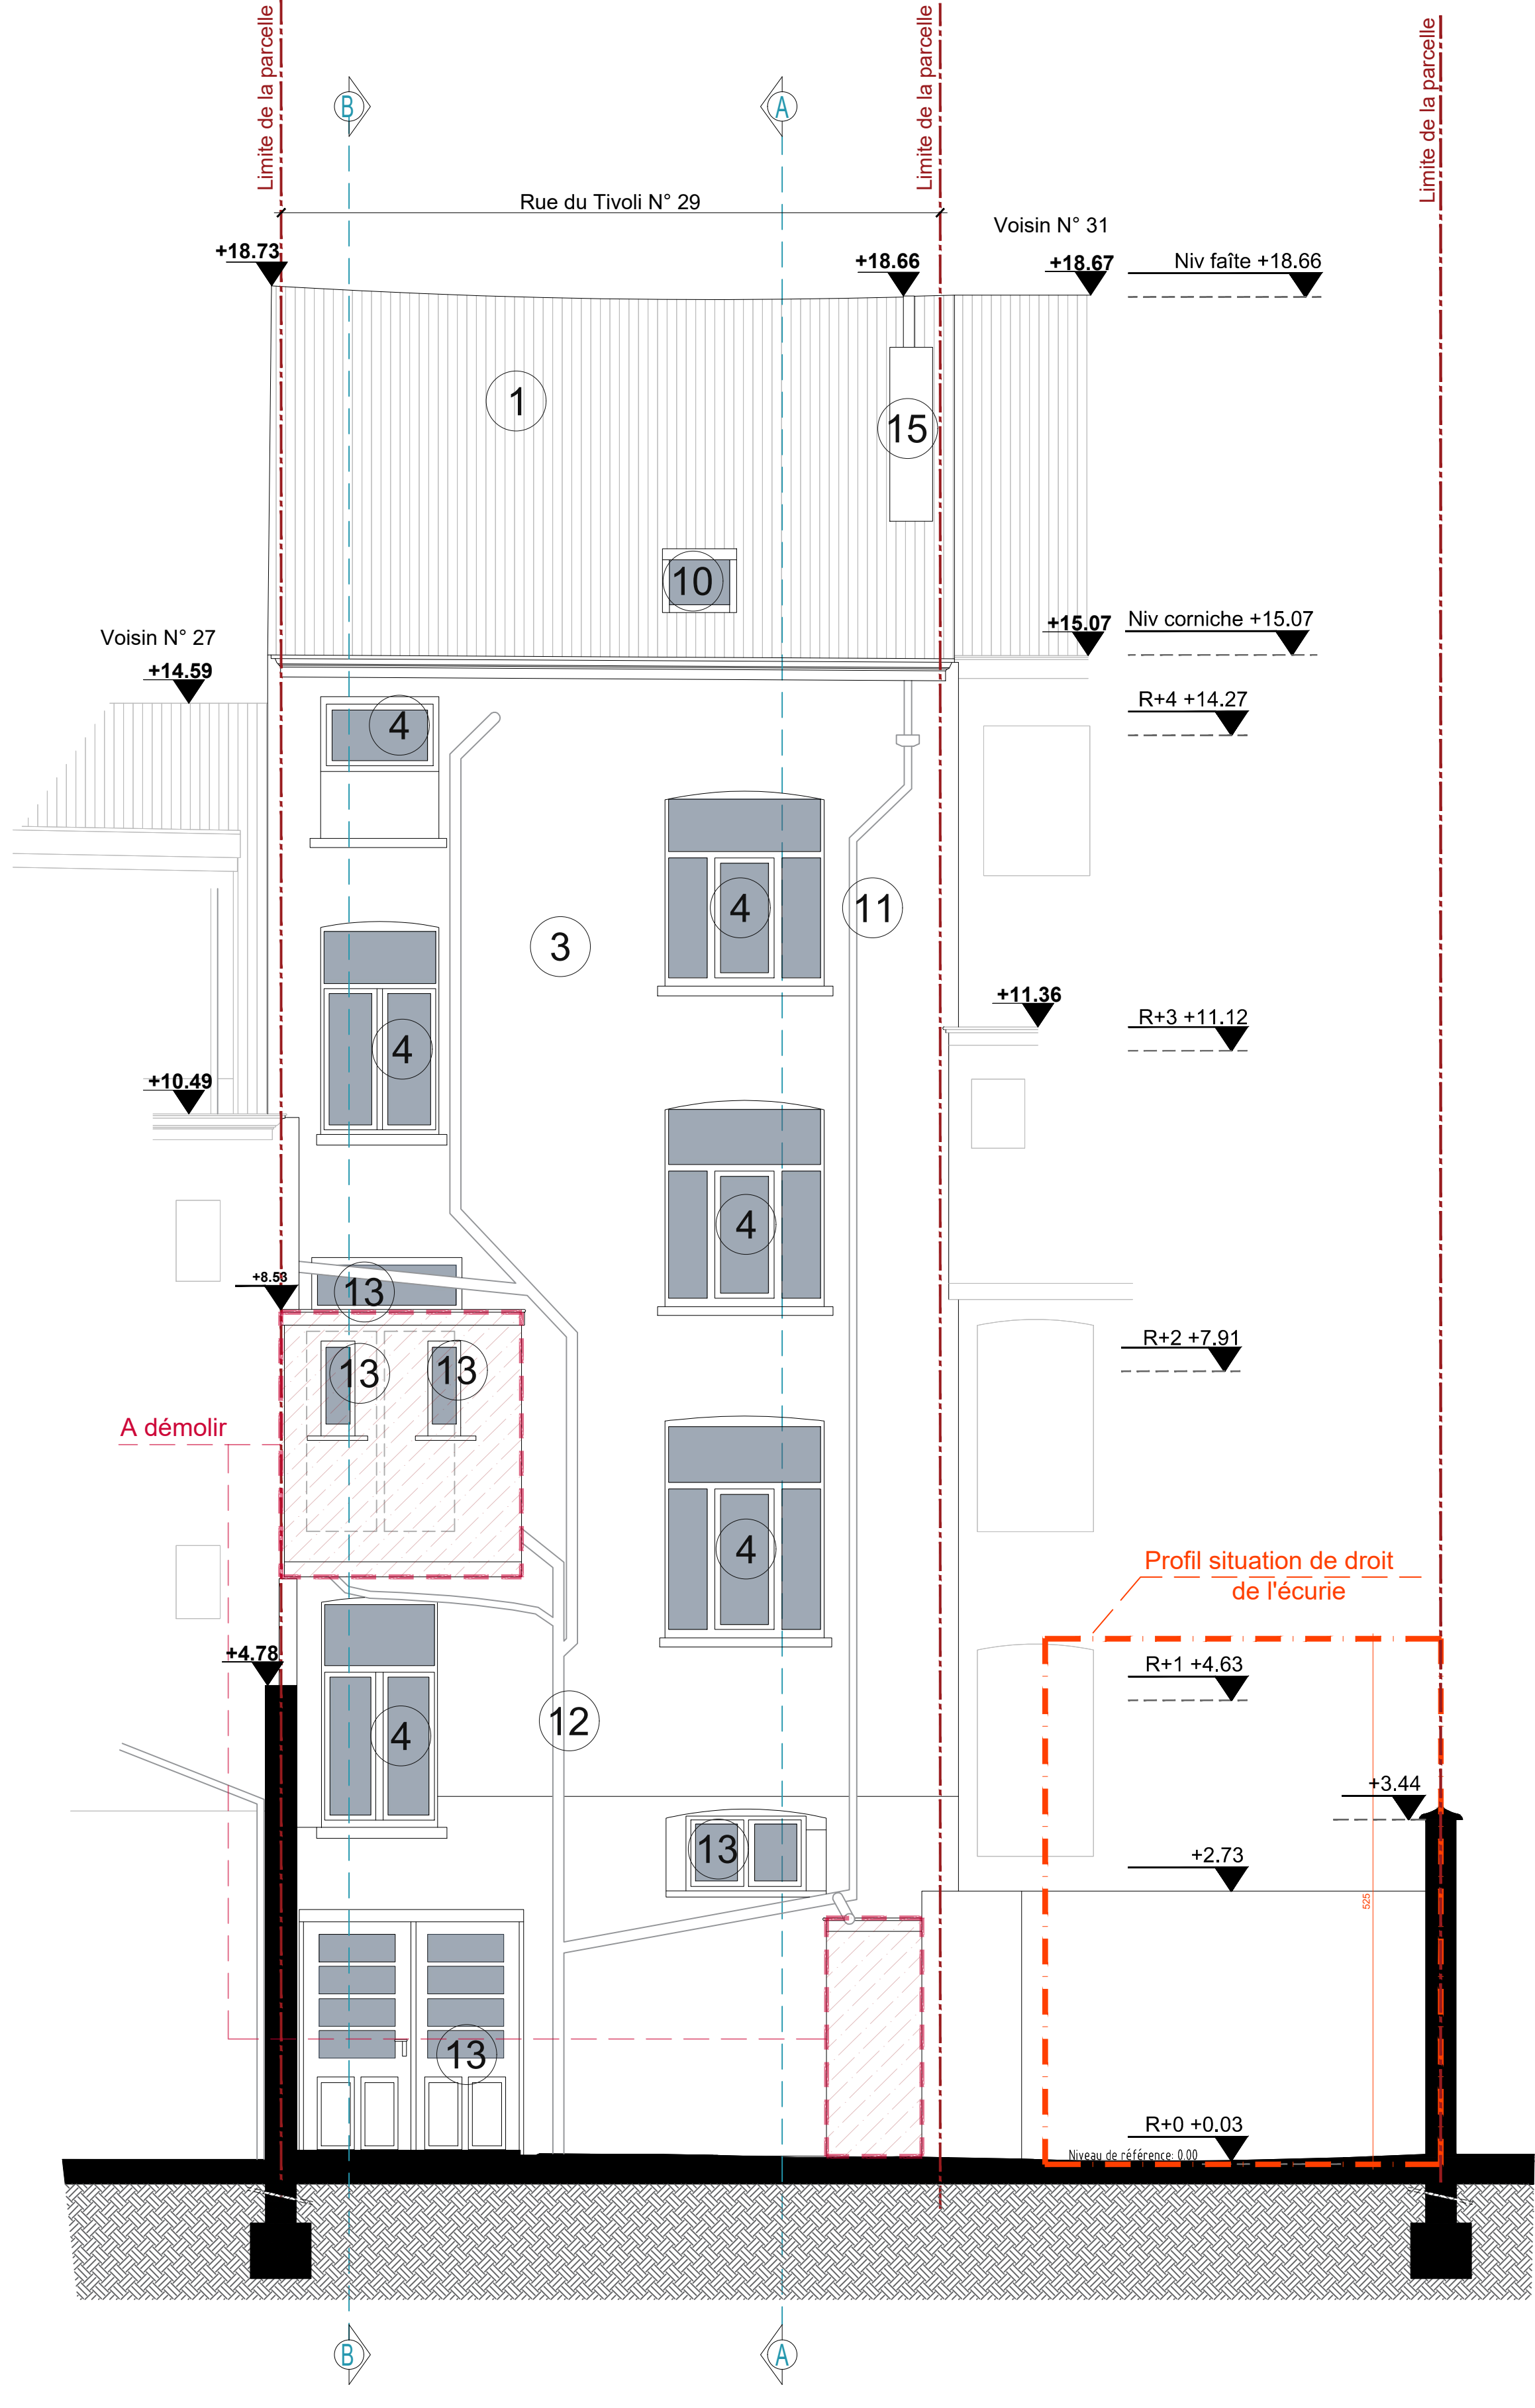 Limite de la parcelle
Limite de la parcelle
Limite de la parcelle
B
A
Rue du Tivoli N° 29
Voisin N° 31
+18.73
+18.66
+18.67
Niv faîte +18.66
1
15
10
Voisin N° 27
+14.59
+15.07
Niv corniche +15.07
R+4 +14.27
4
4
11
3
+11.36
R+3 +11.12
4
+10.49
4
+8.53
13
R+2 +7.91
13
13
A démolir
4
Profil situation de droit
de l'écurie
+4.78
R+1 +4.63
12
4
+3.44
13
+2.73
525
13
R+0 +0.03
Niveau de référence: 0.00
B
A